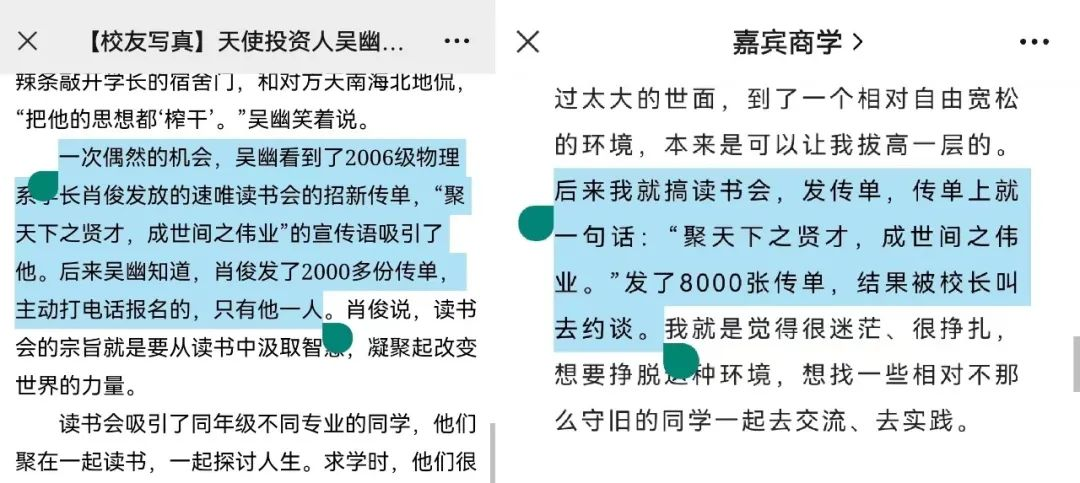 【校友写真】天使投资人吴幽...
辣条敲开学长的宿舍门，和对方天南海北地侃，
“把他的思想都‘榨干’。”吴幽笑着说。
一次偶然的机会，吴幽看到了2006级物理
系学长肖俊发放的速唯读书会的招新传单，“聚
天下之贤才，成世间之伟业”的宣传语吸引了
他。后来吴幽知道，肖俊发了2000多份传单，
主动打电话报名的，只有他一人。肖俊说，读书
会的宗旨就是要从读书中汲取智慧，凝聚起改变
世界的力量。
读书会吸引了同年级不同专业的同学，他们
聚在一起读书，一起探讨人生。求学时，他们很
嘉宾商学
过太大的世面，到了一个相对自由宽松
的环境，本来是可以让我拔高一层的。
后来我就搞读书会，发传单，传单上就
一句话：“聚天下之贤才，成世间之伟
业。”发了8000张传单，结果被校长叫
去约谈。我就是觉得很迷茫、很挣扎，
想要挣脱这种环境，想找一些相对不那
么守旧的同学一起去交流、去实践。